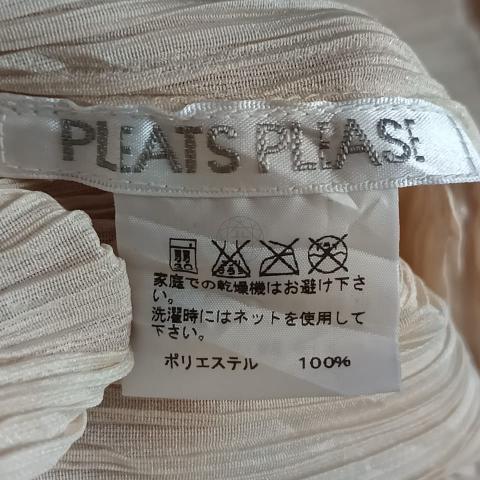 PLEATS PLEASE
家庭での乾燥機はお避け下さ
い。
洗濯時にはネットを使用して
下さい。
ポリエステル 100%